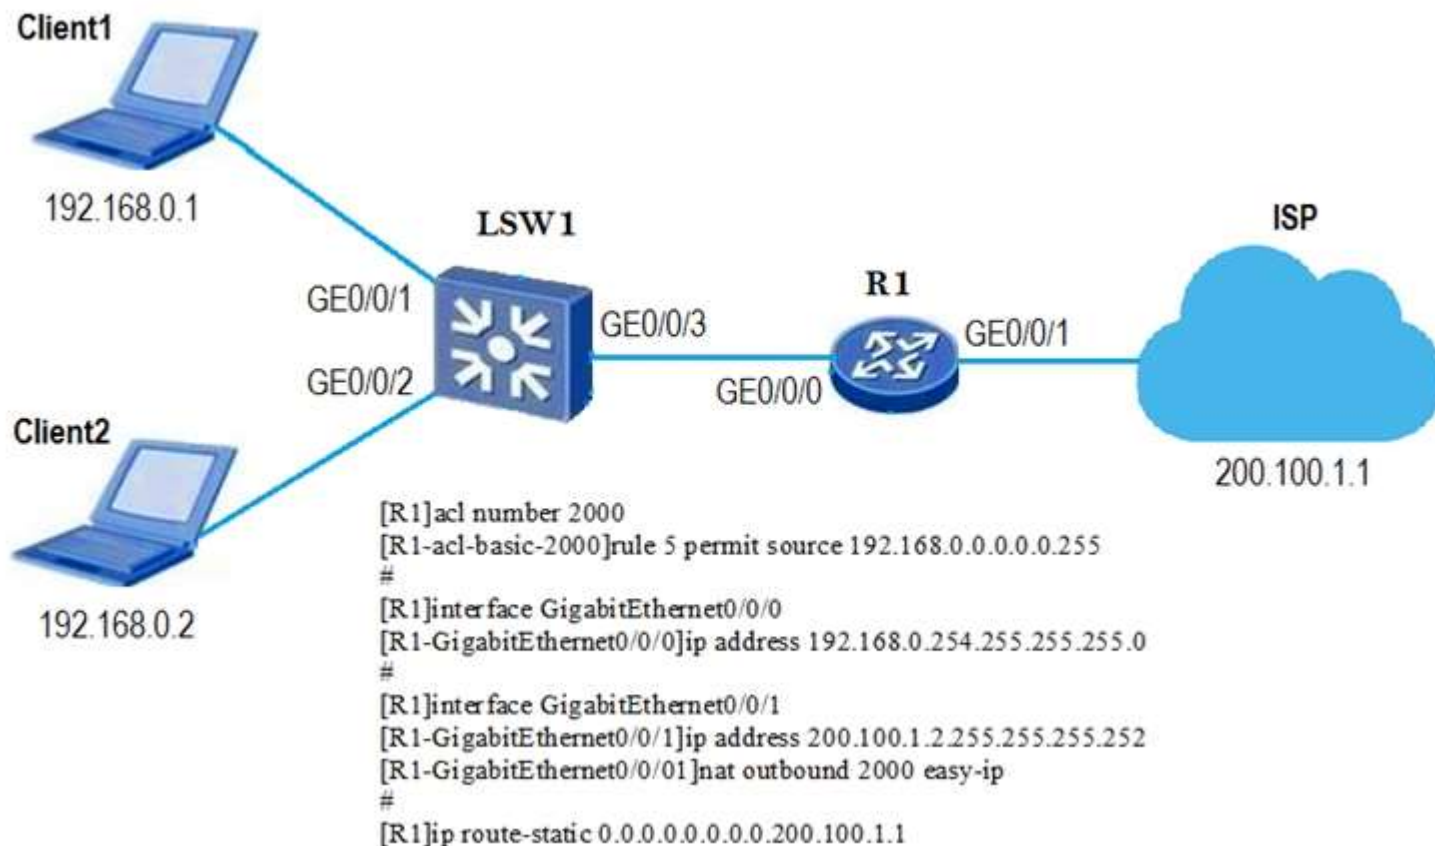 Client1
192.168.0.1
LSW1
ISP
R1
GE0/0/1
GE0/0/3
GE0/0/1
GE0/0/2
GE0/0/0
Client2
200.100.1.1
192.168.0.2
[R1]acl number 2000
[R1-acl-basic-2000]rule 5 permit source 192.168.0.0.0.0.0.255
#
[R1]interface GigabitEthernet0/0/0
[R1-GigabitEthernet0/0/0]ip address 192.168.0.254.255.255.255.0
#
[R1]interface GigabitEthernet0/0/1
[R1-GigabitEthernet0/0/1]ip address 200.100.1.2.255.255.255.252
[R1-GigabitEthernet0/0/01]nat outbound 2000 easy-ip
#
[R1]ip route-static 0.0.0.0.0.0.0.0.200.100.1.1